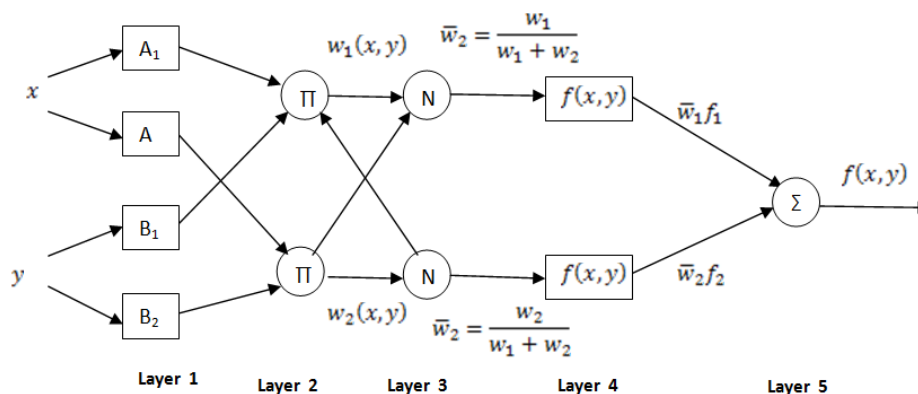 A₁
w₁(x, y)
w̅₂ = w₁ / (w₁ + w₂)
x
Π
N
f(x, y)
w̅₁f₁
A
f(x, y)
Σ
B₁
y
Π
N
f(x, y)
w̅₂f₂
B₂
w₂(x, y)
w̅₂ = w₂ / (w₁ + w₂)
Layer 1 Layer 2 Layer 3 Layer 4 Layer 5